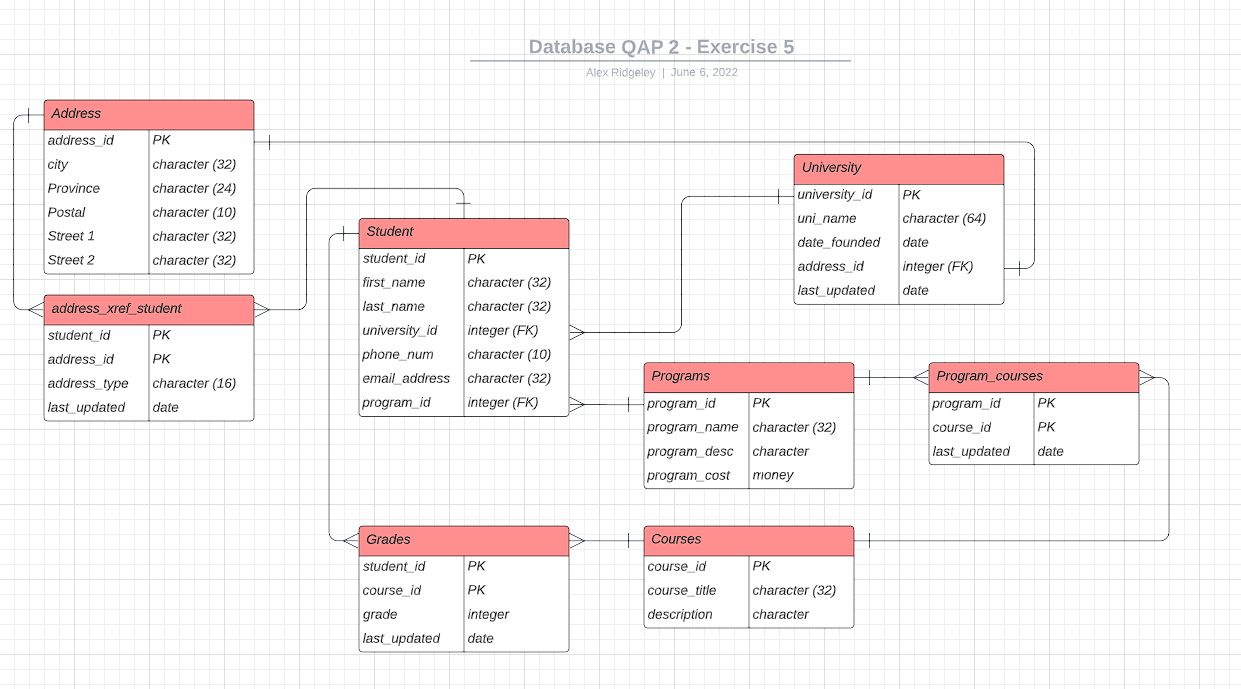 Database QAP 2 - Exercise 5
Alex Ridgeley | June 6, 2022
Address
address_id PK
city character (32)
Province character (24)
Postal character (10)
Street 1 character (32)
Street 2 character (32)
address_xref_student
student_id PK
address_id PK
address_type character (16)
last_updated date
Student
student_id PK
first_name character (32)
last_name character (32)
university_id integer (FK)
phone_num character (10)
email_address character (32)
program_id integer (FK)
University
university_id PK
uni_name character (64)
date_founded date
address_id integer (FK)
last_updated date
Programs
program_id PK
program_name character (32)
program_desc character
program_cost money
Program_courses
program_id PK
course_id PK
last_updated date
Grades
student_id PK
course_id PK
grade integer
last_updated date
Courses
course_id PK
course_title character (32)
description character